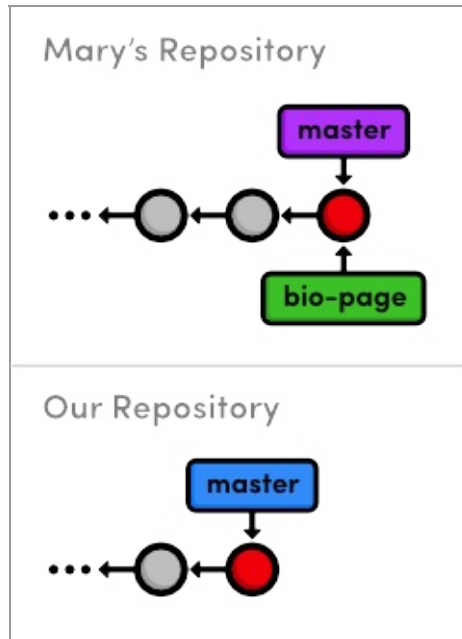 Mary's Repository
master
bio-page
Our Repository
master